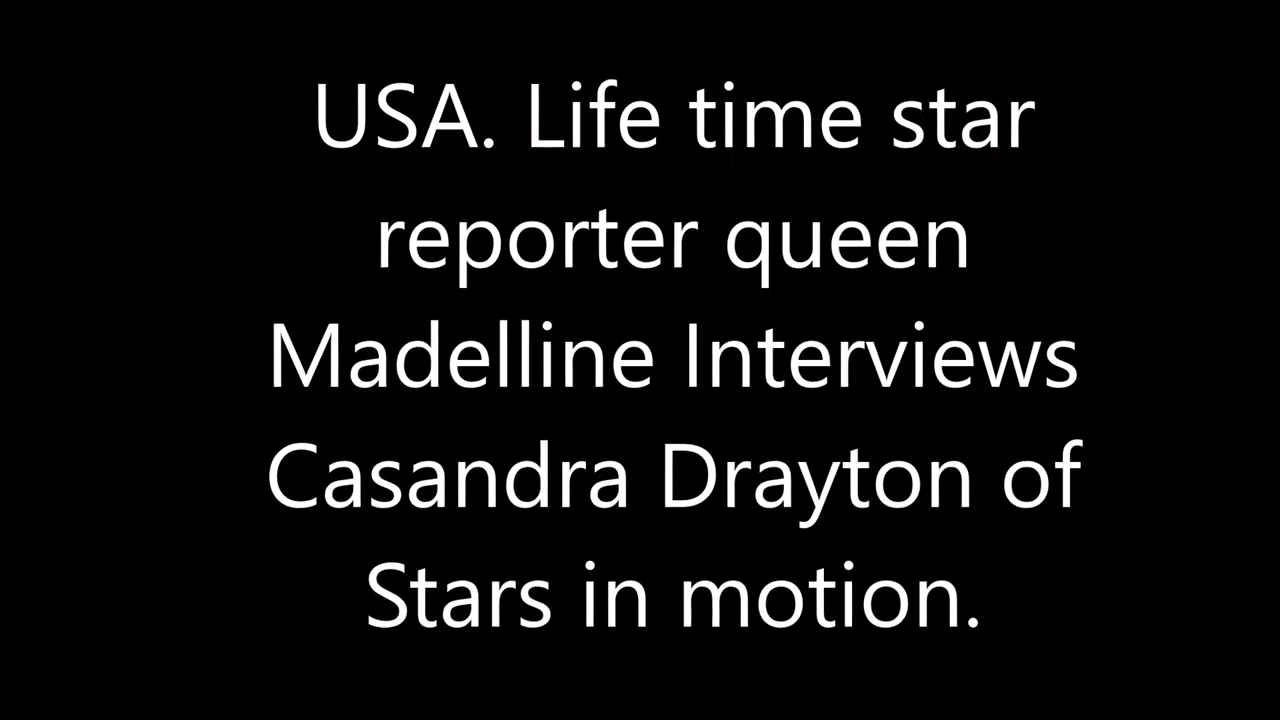 USA. Life time star
reporter queen
Madelline Interviews
Casandra Drayton of
Stars in motion.